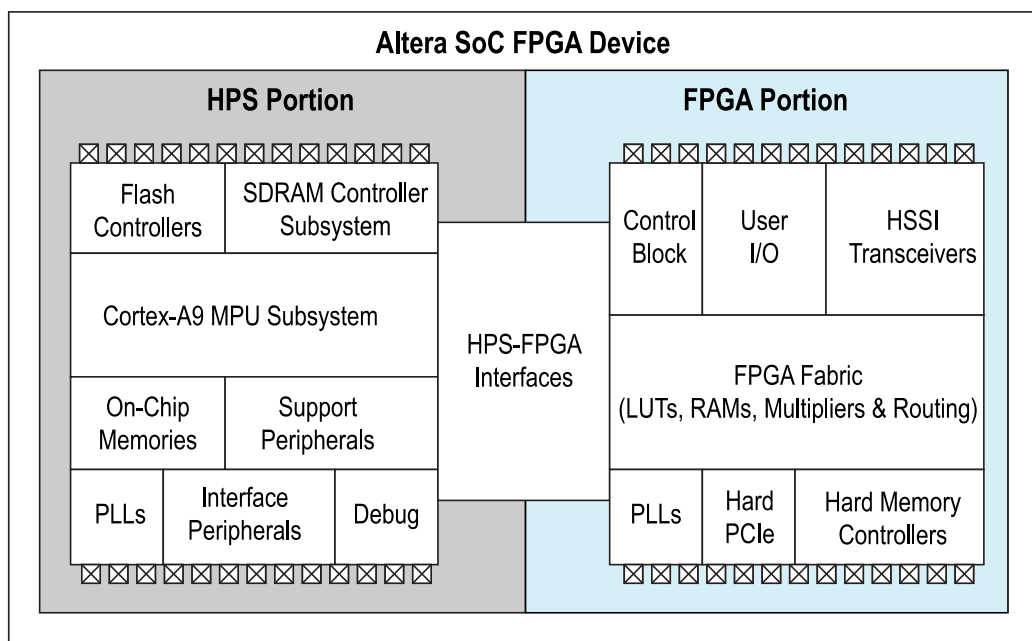 Altera SoC FPGA Device
HPS Portion
FPGA Portion
Flash
Controllers
SDRAM Controller
Subsystem
Cortex-A9 MPU Subsystem
On-Chip
Memories
Support
Peripherals
PLLs
Interface
Peripherals
Debug
HPS-FPGA
Interfaces
Control
Block
User
I/O
HSSI
Transceivers
FPGA Fabric
(LUTs, RAMs, Multipliers & Routing)
PLLs
Hard
PCIe
Hard Memory
Controllers